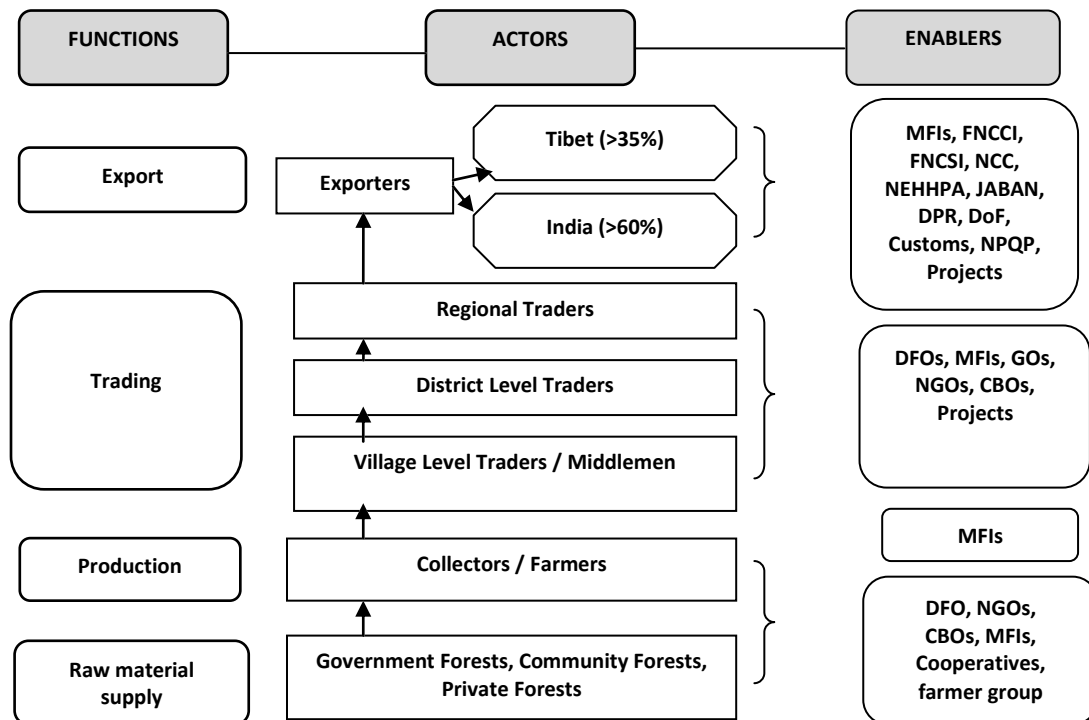 FUNCTIONS
ACTORS
ENABLERS
Export
Exporters
Tibet (>35%)
India (>60%)
MFIs, FNCCI,
FNCSI, NCC,
NEHHPA, JABAN,
DPR, DoF,
Customs, NPQP,
Projects
Trading
Regional Traders
District Level Traders
Village Level Traders / Middlemen
DFOs, MFIs, GOs,
NGOs, CBOs,
Projects
MFIs
Production
Collectors / Farmers
Raw material
supply
Government Forests, Community Forests,
Private Forests
DFO, NGOs,
CBOs, MFIs,
Cooperatives,
farmer group